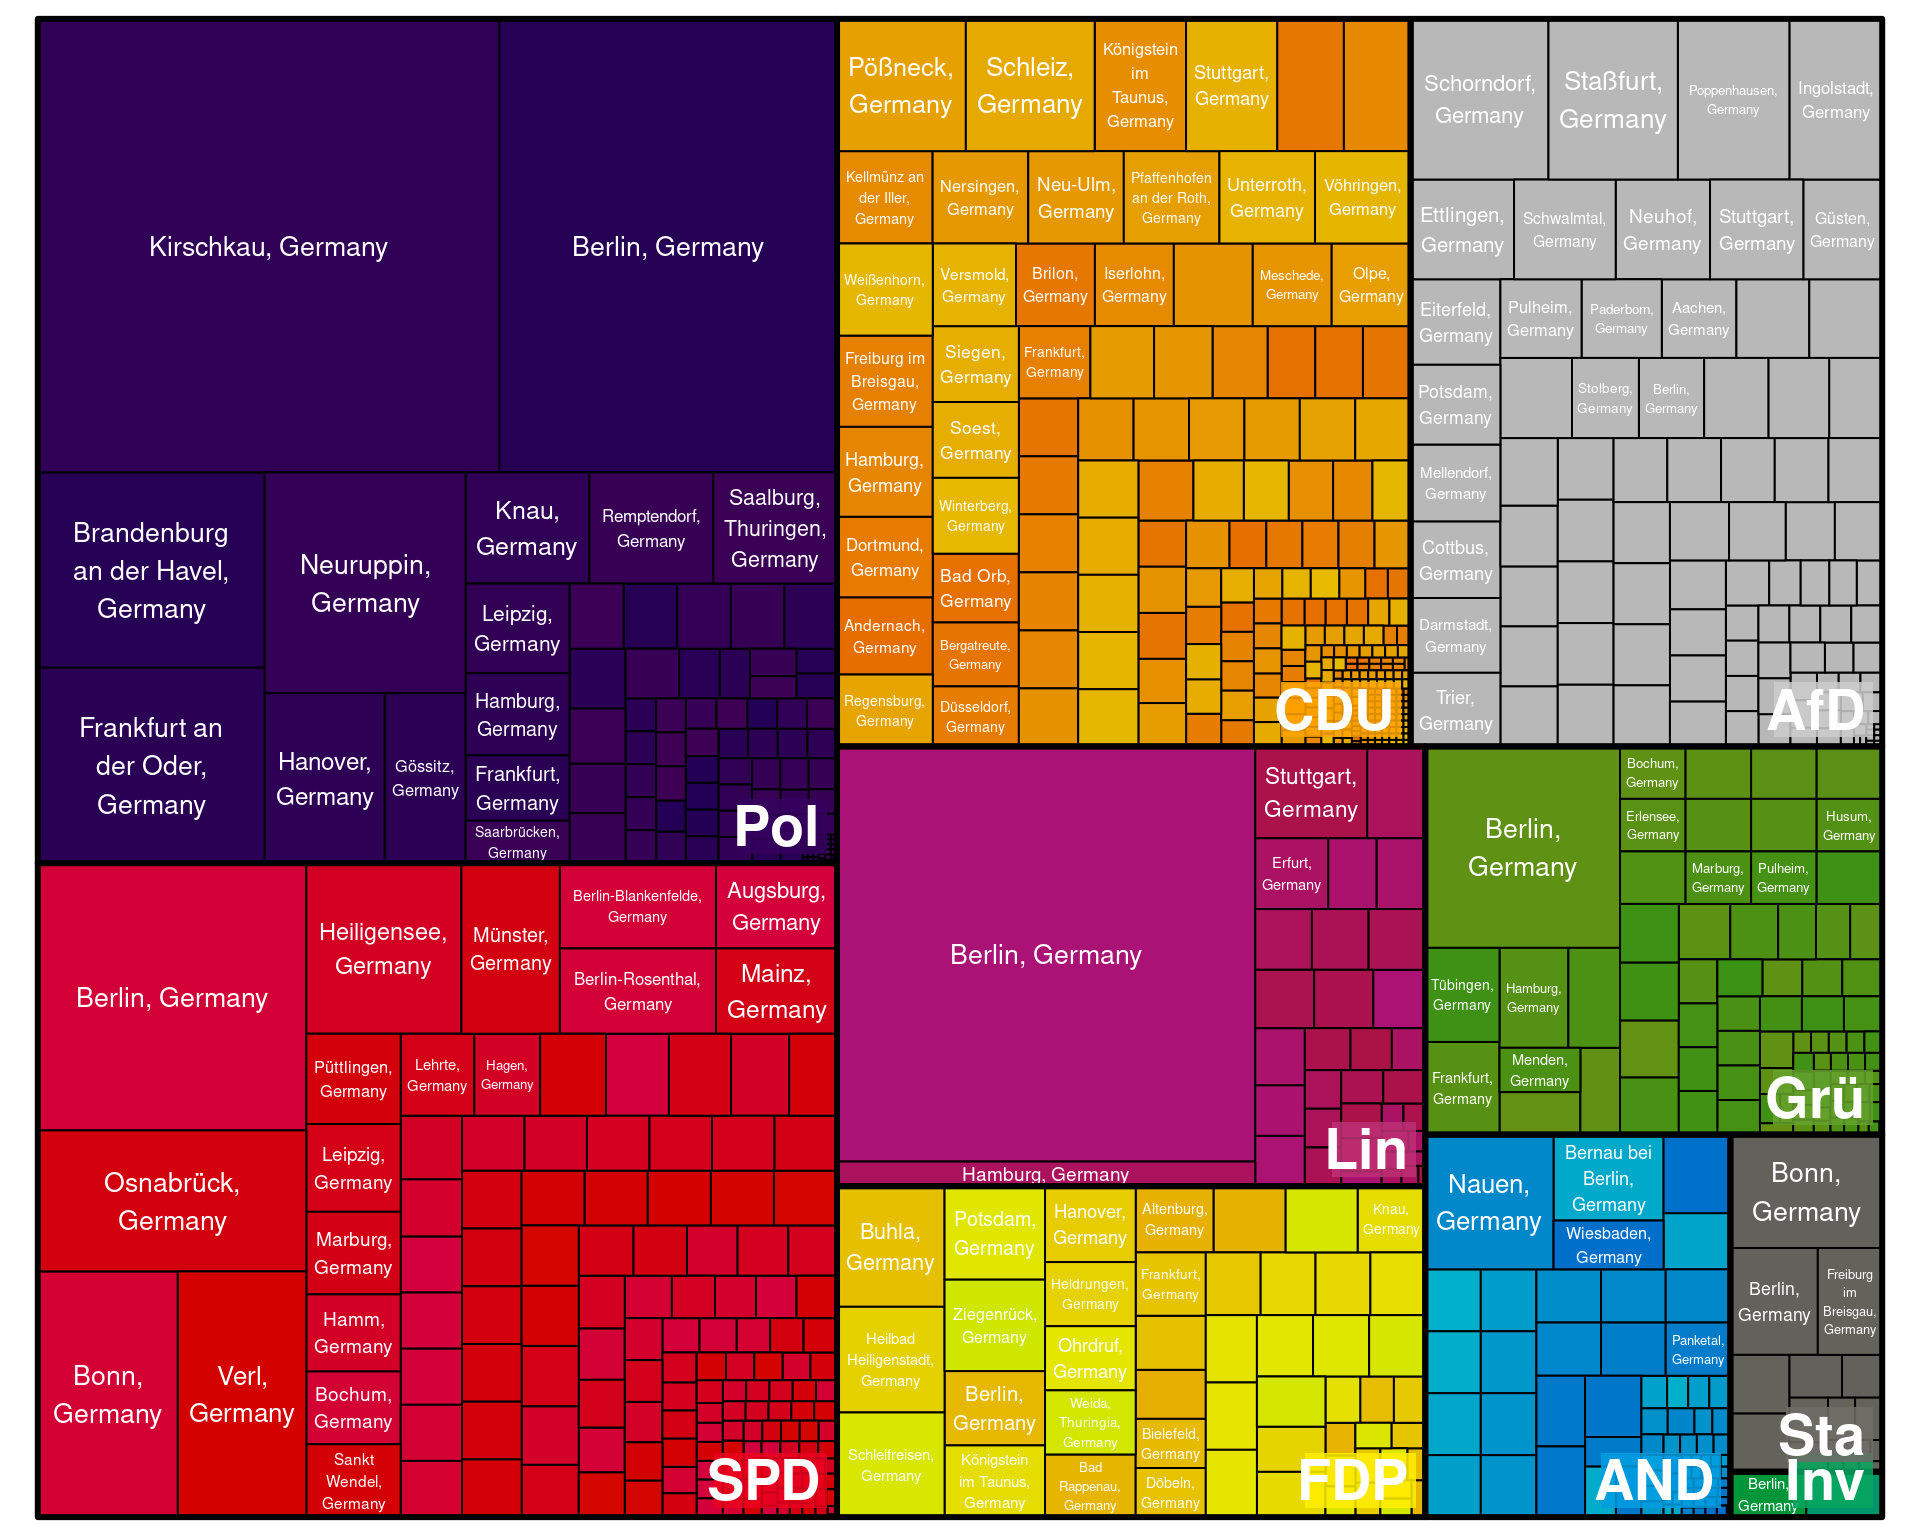 Kirschkau, Germany
Berlin, Germany
Brandenburg
an der Havel,
Germany
Neuruppin,
Germany
Knau,
Germany
Remptendorf,
Germany
Saalburg,
Thuringen,
Germany
Leipzig,
Germany
Frankfurt an
der Oder,
Germany
Hanover,
Germany
Gössitz,
Germany
Hamburg,
Germany
Frankfurt,
Germany
Saarbrücken,
Germany
Pol
Pößneck,
Germany
Schleiz,
Germany
Königstein
im
Taunus,
Germany
Stuttgart,
Germany
Kellmünz an
der Iller,
Germany
Nersingen,
Germany
Neu-Ulm,
Germany
Pfaffenhofen
an der Roth,
Germany
Unterroth,
Germany
Vöhringen,
Germany
Weißenhorn,
Germany
Versmold,
Germany
Brilon,
Germany
Iserlohn,
Germany
Meschede,
Germany
Olpe,
Germany
Freiburg im
Breisgau,
Germany
Siegen,
Germany
Frankfurt,
Germany
Soest,
Germany
Hamburg,
Germany
Winterberg,
Germany
Dortmund,
Germany
Bad Orb,
Germany
Andernach,
Germany
Bergatreute,
Germany
Regensburg,
Germany
Düsseldorf,
Germany
CDU
Schorndorf,
Germany
Staßfurt,
Germany
Poppenhausen,
Germany
Ingolstadt,
Germany
Ettlingen,
Germany
Schwalmtal,
Germany
Neuhof,
Germany
Stuttgart,
Germany
Güsten,
Germany
Eiterfeld,
Germany
Pulheim,
Germany
Paderborn,
Germany
Aachen,
Germany
Potsdam,
Germany
Stolberg,
Germany
Berlin,
Germany
Mellendorf,
Germany
Cottbus,
Germany
Darmstadt,
Germany
Trier,
Germany
AfD
Berlin, Germany
Heiligensee,
Germany
Münster,
Germany
Berlin-Blankenfelde,
Germany
Augsburg,
Germany
Berlin-Rosenthal,
Germany
Mainz,
Germany
Püttlingen,
Germany
Lehrte,
Germany
Hagen,
Germany
Osnabrück,
Germany
Leipzig,
Germany
Marburg,
Germany
Bonn,
Germany
Verl,
Germany
Hamm,
Germany
Bochum,
Germany
Sankt
Wendel,
Germany
SPD
Berlin, Germany
Stuttgart,
Germany
Erfurt,
Germany
Hamburg, Germany
Lin
Berlin,
Germany
Bochum,
Germany
Erlensee,
Germany
Husum,
Germany
Marburg,
Germany
Pulheim,
Germany
Tübingen,
Germany
Hamburg,
Germany
Frankfurt,
Germany
Menden,
Germany
Grü
Buhla,
Germany
Potsdam,
Germany
Hanover,
Germany
Altenburg,
Germany
Knau,
Germany
Heldrungen,
Germany
Frankfurt,
Germany
Ziegenrück,
Germany
Heilbad
Heiligenstadt,
Germany
Ohrdruf,
Germany
Berlin,
Germany
Weida,
Thuringia,
Germany
Bielefeld,
Germany
Schleifreisen,
Germany
Königstein
im Taunus,
Germany
Bad
Rappenau,
Germany
Döbeln,
Germany
FDP
Nauen,
Germany
Bernau bei
Berlin,
Germany
Wiesbaden,
Germany
Panketal,
Germany
AND
Bonn,
Germany
Berlin,
Germany
Freiburg
im
Breisgau,
Germany
Sta
Berlin,
Germany
Inv